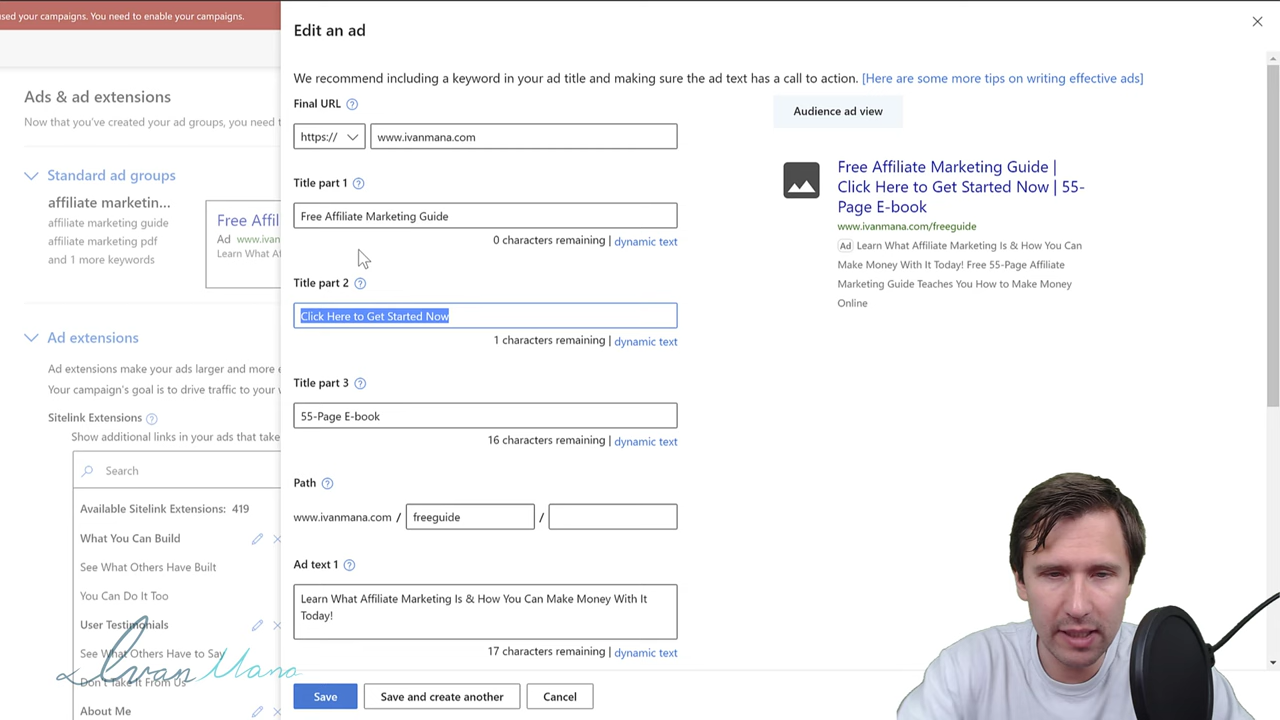 used your campaigns. You need to enable your campaigns.
Edit an ad
We recommend including a keyword in your ad title and making sure the ad text has a call to action. [Here are some more tips on writing effective ads]
Final URL
https://
www.ivanmana.com
Title part 1
Free Affiliate Marketing Guide
0 characters remaining | dynamic text
Title part 2
Click Here to Get Started Now
1 characters remaining | dynamic text
Title part 3
55-Page E-book
16 characters remaining | dynamic text
Path
www.ivanmana.com / freeguide /
Ad text 1
Learn What Affiliate Marketing Is & How You Can Make Money With It
Today!
17 characters remaining | dynamic text
Save
Save and create another
Cancel
Audience ad view
Free Affiliate Marketing Guide |
Click Here to Get Started Now | 55-
Page E-book
www.ivanmana.com/freeguide
Ad Learn What Affiliate Marketing Is & How You Can
Make Money With It Today! Free 55-Page Affiliate
Marketing Guide Teaches You How to Make Money
Online
Ads & ad extensions
Now that you've created your ad groups, you need t
Standard ad groups
affiliate marketin...
affiliate marketing guide
affiliate marketing pdf
and 1 more keywords
Free Affil
Ad www.ivan
Learn What Af
Ad extensions
Ad extensions make your ads larger and more e
Your campaign's goal is to drive traffic to your w
Sitelink Extensions
Show additional links in your ads that take
Search
Available Sitelink Extensions: 419
What You Can Build
See What Others Have Built
You Can Do It Too
User Testimonials
See What Others Have to Say
Don't Take It From Us
About Me
Ivan Mana